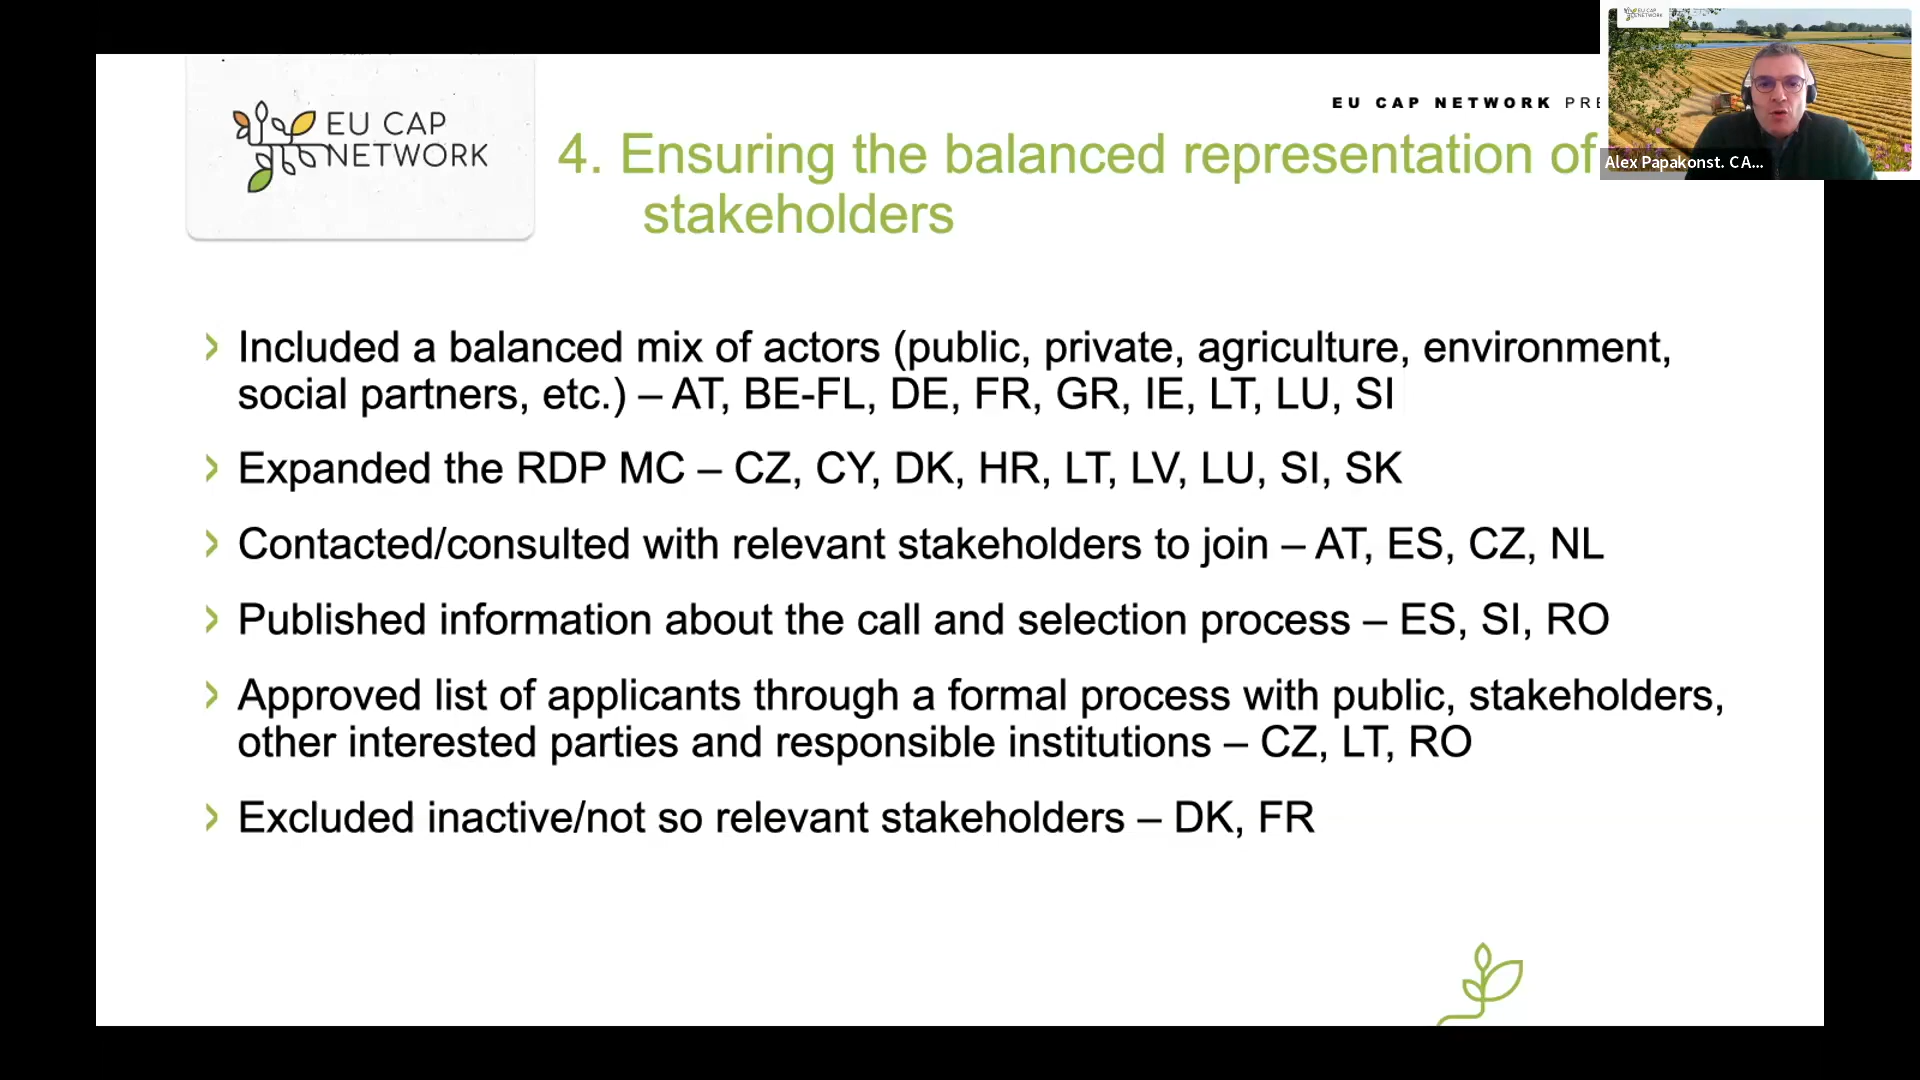 EU CAP
NETWORK
EU CAP NETWORK
4. Ensuring the balanced representation of
stakeholders
EU CAP
NETWORK
Alex Papakonst. CA...
› Included a balanced mix of actors (public, private, agriculture, environment,
social partners, etc.) – AT, BE-FL, DE, FR, GR, IE, LT, LU, SI
› Expanded the RDP MC – CZ, CY, DK, HR, LT, LV, LU, SI, SK
› Contacted/consulted with relevant stakeholders to join – AT, ES, CZ, NL
› Published information about the call and selection process – ES, SI, RO
› Approved list of applicants through a formal process with public, stakeholders,
other interested parties and responsible institutions – CZ, LT, RO
› Excluded inactive/not so relevant stakeholders – DK, FR